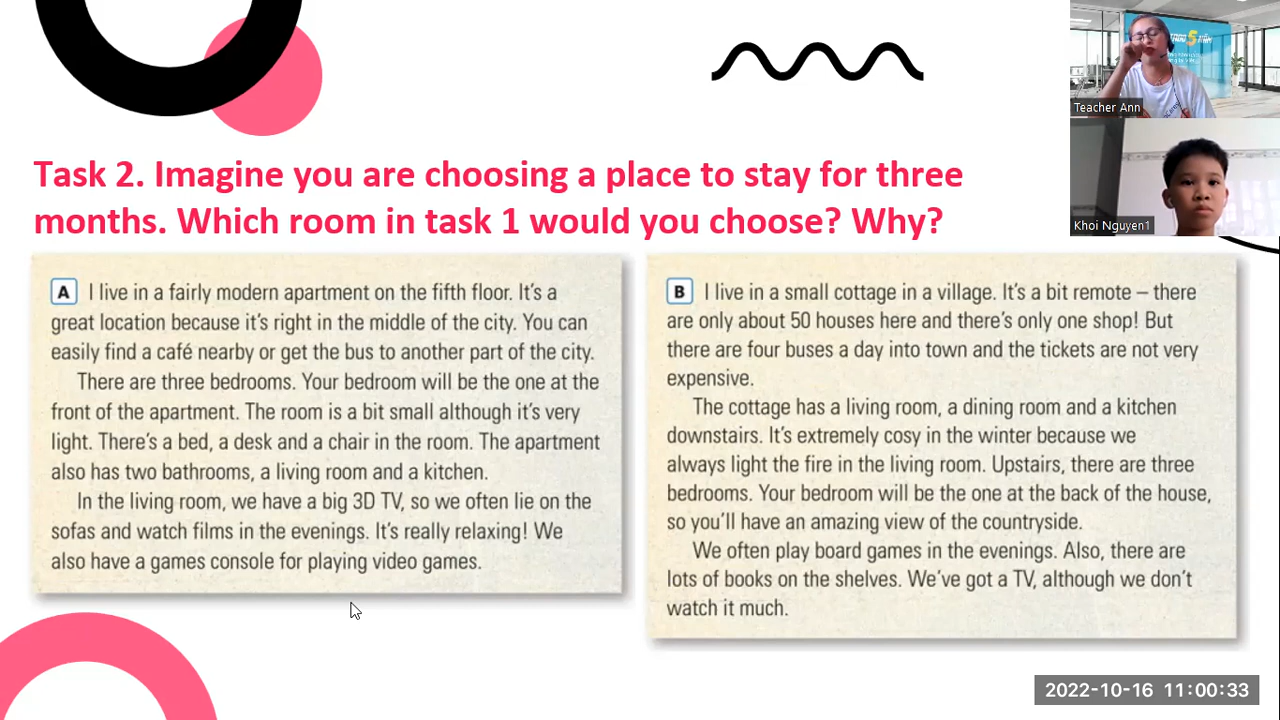 Task 2. Imagine you are choosing a place to stay for three
months. Which room in task 1 would you choose? Why?
A I live in a fairly modern apartment on the fifth floor. It's a
great location because it's right in the middle of the city. You can
easily find a café nearby or get the bus to another part of the city.
There are three bedrooms. Your bedroom will be the one at the
front of the apartment. The room is a bit small although it's very
light. There's a bed, a desk and a chair in the room. The apartment
also has two bathrooms, a living room and a kitchen.
In the living room, we have a big 3D TV, so we often lie on the
sofas and watch films in the evenings. It's really relaxing! We
also have a games console for playing video games.
B I live in a small cottage in a village. It's a bit remote – there
are only about 50 houses here and there's only one shop! But
there are four buses a day into town and the tickets are not very
expensive.
The cottage has a living room, a dining room and a kitchen
downstairs. It's extremely cosy in the winter because we
always light the fire in the living room. Upstairs, there are three
bedrooms. Your bedroom will be the one at the back of the house,
so you'll have an amazing view of the countryside.
We often play board games in the evenings. Also, there are
lots of books on the shelves. We've got a TV, although we don't
watch it much.
Teacher Ann
Khoi Nguyen1
2022-10-16 11:00:33